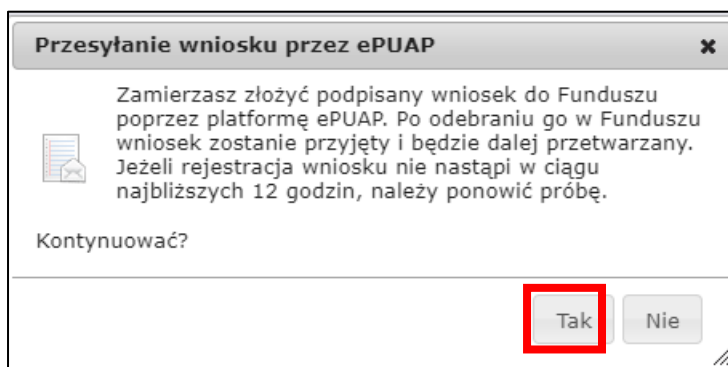 Przesyłanie wniosku przez ePUAP
Zamierzasz złożyć podpisany wniosek do Funduszu
poprzez platformę ePUAP. Po odebraniu go w Funduszu
wniosek zostanie przyjęty i będzie dalej przetwarzany.
Jeżeli rejestracja wniosku nie nastąpi w ciągu
najbliższych 12 godzin, należy ponowić próbę.
Kontynuować?
Tak Nie